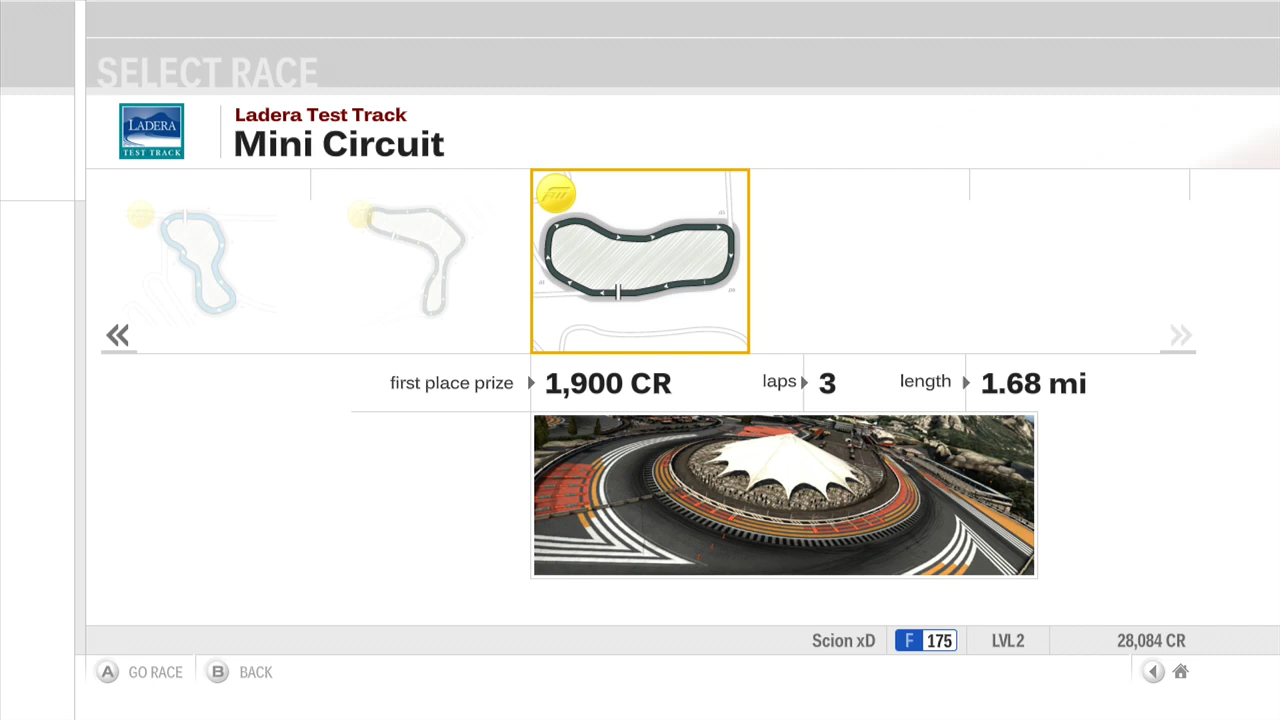 SELECT RACE
LADERA
TEST TRACK
Ladera Test Track
Mini Circuit
first place prize 1,900 CR laps 3 length 1.68 mi
Scion xD F 175 LVL2 28,084 CR
A GO RACE B BACK